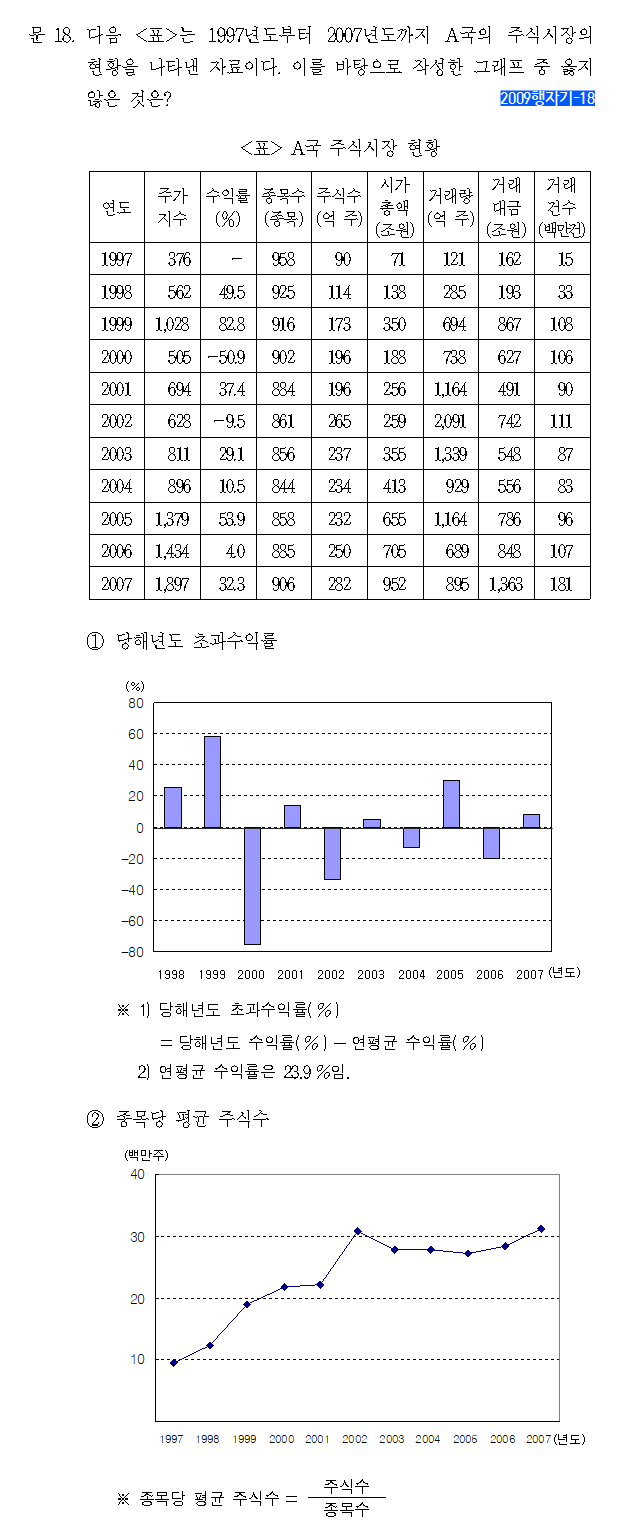 문 18. 다음 <표>는 1997년도부터 2007년도까지 A국의 주식시장의
현황을 나타낸 자료이다. 이를 바탕으로 작성한 그래프 중 옳지
않은 것은? 2009행자기-18
<표> A국 주식시장 현황
연도 주가지수 수익률(%) 종목수(종목) 주식수(억 주) 시가총액(조원) 거래량(억 주) 거래대금(조원) 거래건수(백만건)
1997 376 - 958 90 71 121 162 15
1998 562 49.5 925 114 138 285 193 33
1999 1,028 82.8 916 173 350 694 867 108
2000 505 -50.9 902 196 188 738 627 106
2001 694 37.4 884 196 256 1,164 491 90
2002 628 -9.5 861 265 259 2,091 742 111
2003 811 29.1 856 237 355 1,339 548 87
2004 896 10.5 844 234 413 929 556 83
2005 1,379 53.9 858 232 655 1,164 786 96
2006 1,434 4.0 885 250 705 689 848 107
2007 1,897 32.3 906 282 952 895 1,363 181
① 당해년도 초과수익률
(%)
80
60
40
20
0
-20
-40
-60
-80
1998 1999 2000 2001 2002 2003 2004 2005 2006 2007 (년도)
※ 1) 당해년도 초과수익률(%)
= 당해년도 수익률(%) - 연평균 수익률(%)
2) 연평균 수익률은 23.9%임.
② 종목당 평균 주식수
(백만주)
40
30
20
10
1997 1998 1999 2000 2001 2002 2003 2004 2006 2006 2007 (년도)
※ 종목당 평균 주식수 = 주식수
종목수